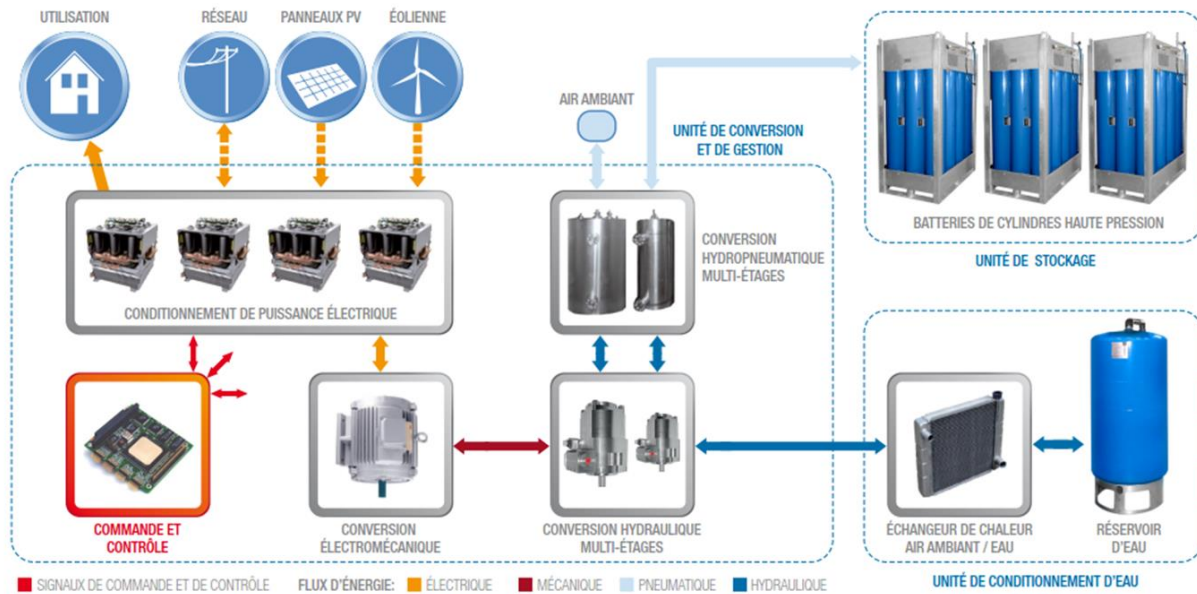 UTILISATION
RÉSEAU
PANNEAUX PV
ÉOLIENNE
AIR AMBIANT
UNITÉ DE CONVERSION
ET DE GESTION
BATTERIES DE CYLINDRES HAUTE PRESSION
UNITÉ DE STOCKAGE
CONDITIONNEMENT DE PUISSANCE ÉLECTRIQUE
CONVERSION
HYDROPNEUMATIQUE
MULTI-ÉTAGES
COMMANDE ET
CONTRÔLE
CONVERSION
ÉLECTROMÉCANIQUE
CONVERSION HYDRAULIQUE
MULTI-ÉTAGES
ÉCHANGEUR DE CHALEUR
AIR AMBIANT / EAU
RÉSERVOIR
D'EAU
UNITÉ DE CONDITIONNEMENT D'EAU
SIGNAUX DE COMMANDE ET DE CONTRÔLE
FLUX D'ÉNERGIE:
ÉLECTRIQUE
MÉCANIQUE
PNEUMATIQUE
HYDRAULIQUE